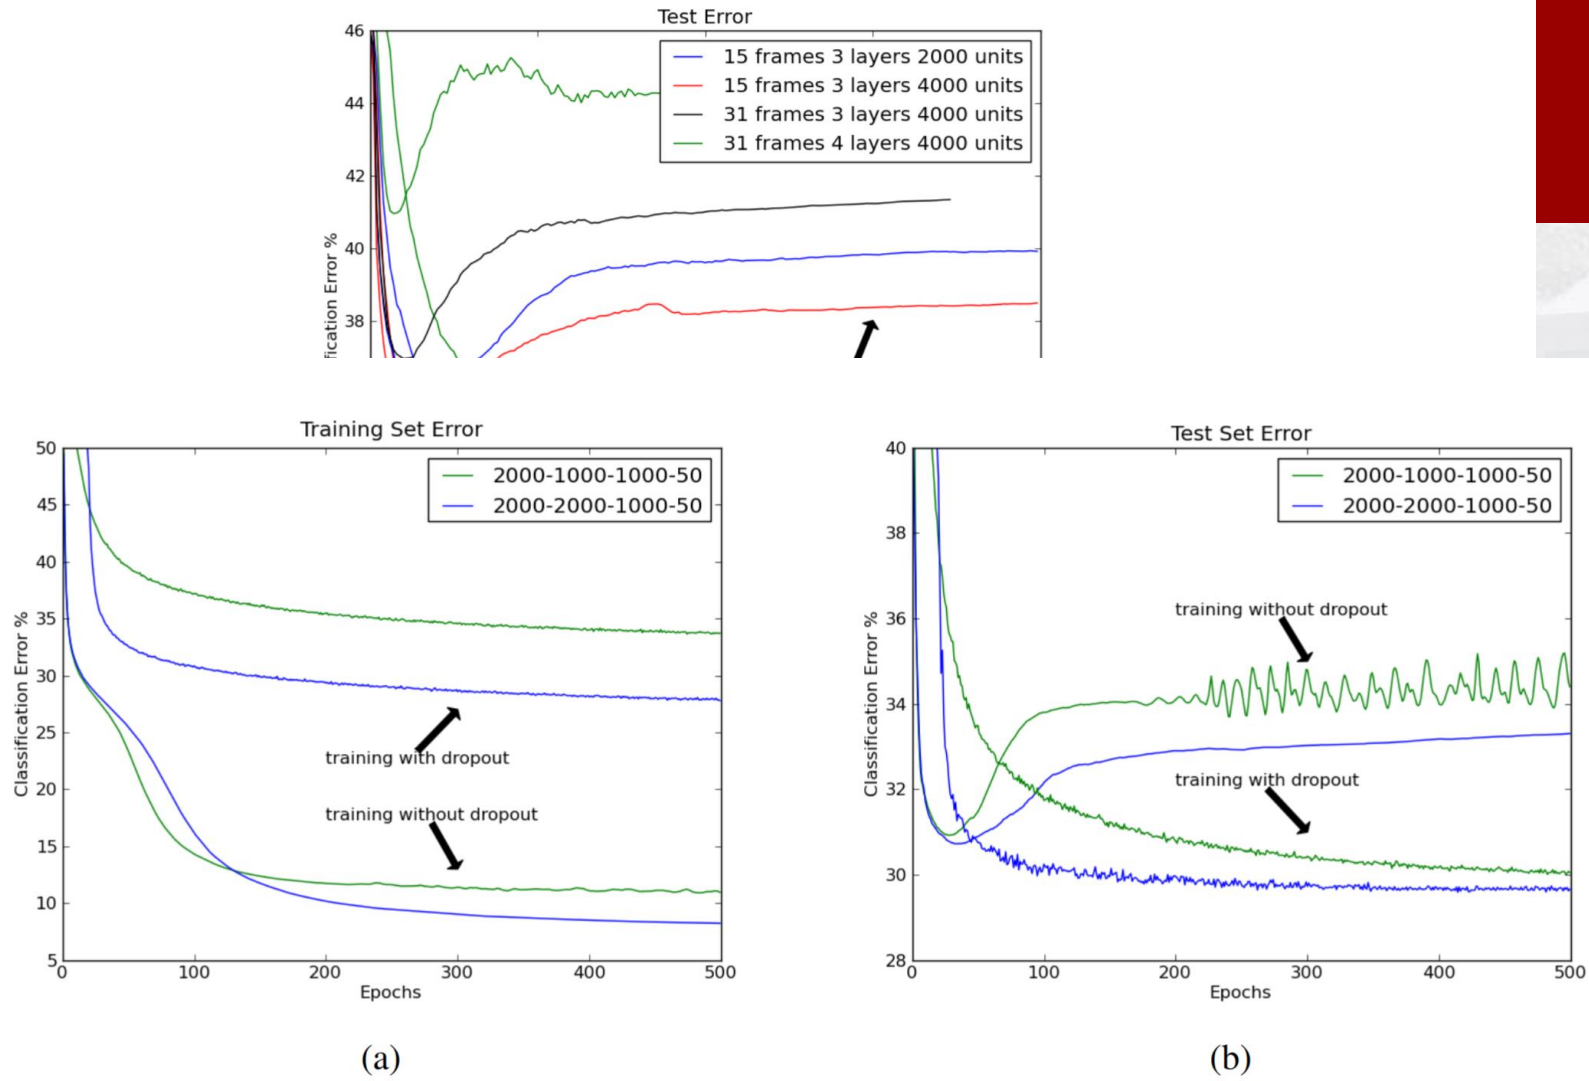 Test Error
46
44
42
40
38
fication Error %
15 frames 3 layers 2000 units
15 frames 3 layers 4000 units
31 frames 3 layers 4000 units
31 frames 4 layers 4000 units
Training Set Error
50
45
40
35
30
25
20
15
10
5
Classification Error %
2000-1000-1000-50
2000-2000-1000-50
training with dropout
training without dropout
0 100 200 300 400 500
Epochs
(a)
Test Set Error
40
38
36
34
32
30
28
Classification Error %
2000-1000-1000-50
2000-2000-1000-50
training without dropout
training with dropout
0 100 200 300 400 500
Epochs
(b)